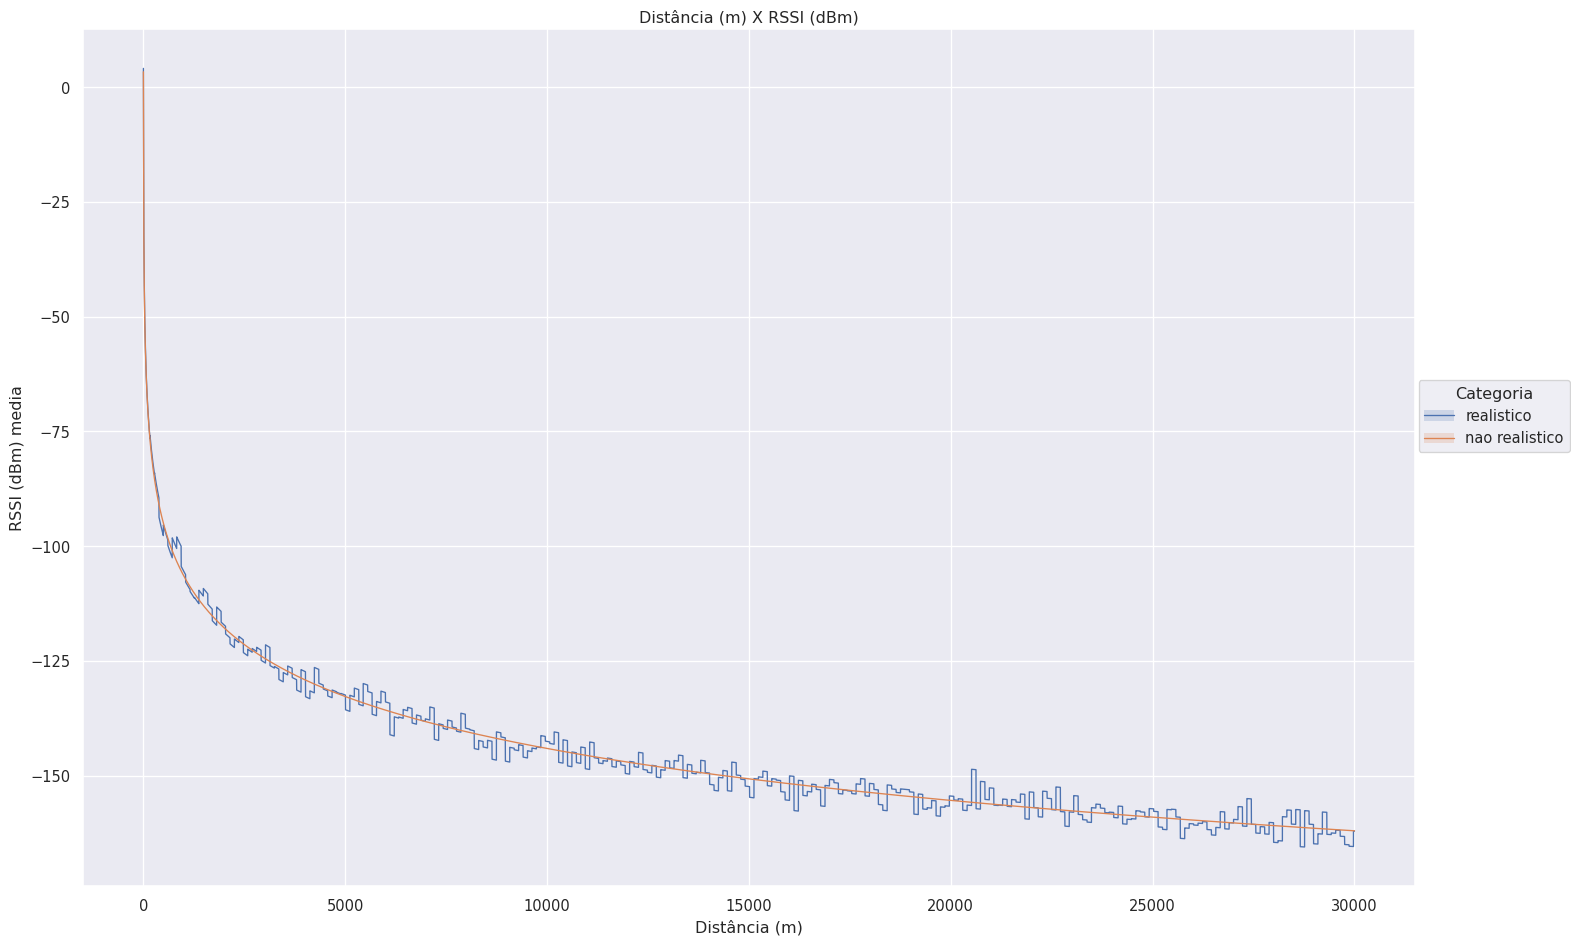 Distância (m) X RSSI (dBm)
RSSI (dBm) media
0
−25
−50
−75
−100
−125
−150
0
5000
10000
15000
20000
25000
30000
Distância (m)
Categoria
realistico
nao realistico